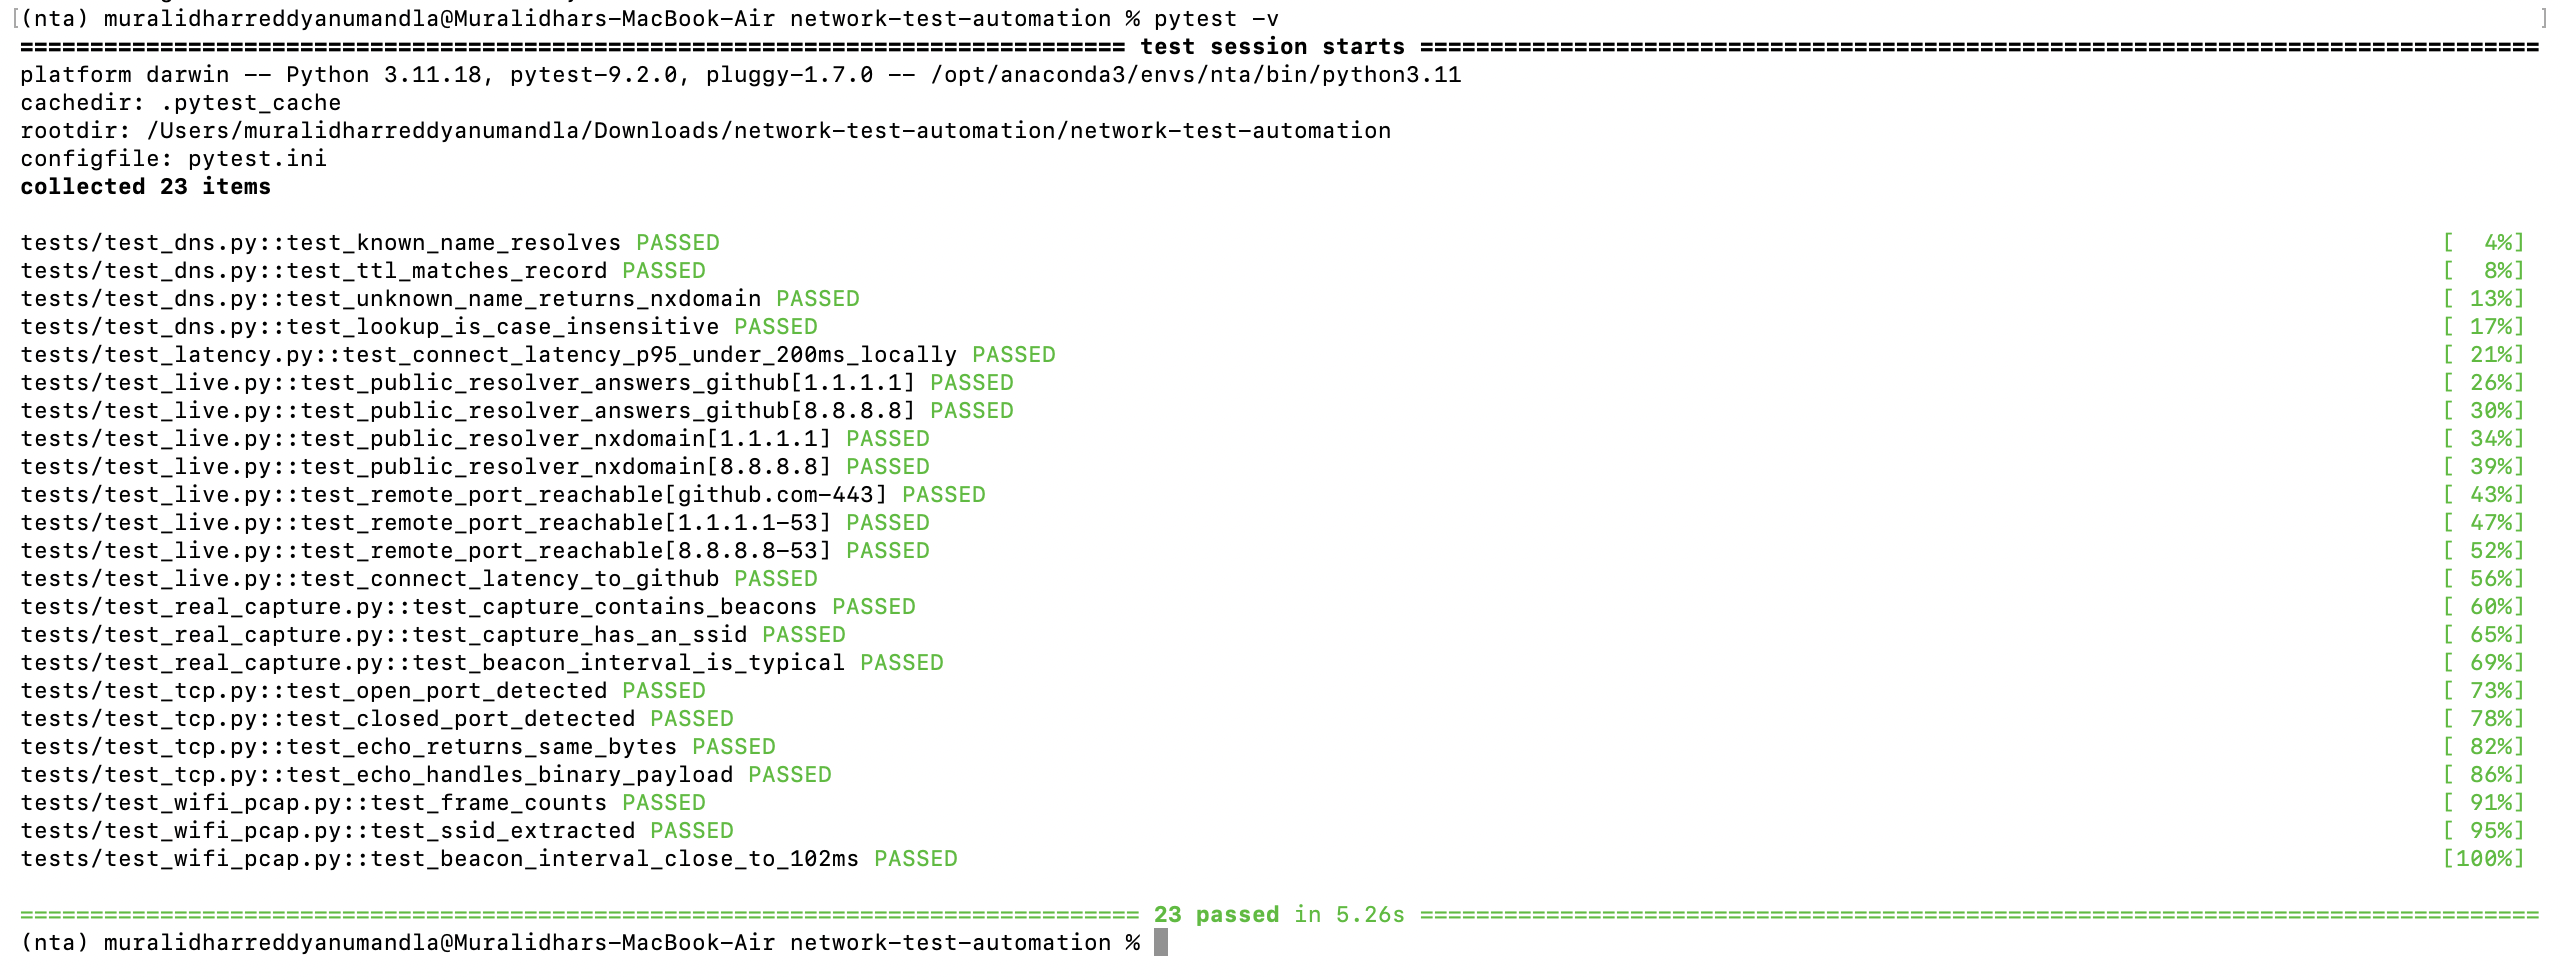 (nta) muralidharreddyanumandla@Muralidhars-MacBook-Air network-test-automation % pytest -v
============================== test session starts ==============================
platform darwin -- Python 3.11.18, pytest-9.2.0, pluggy-1.7.0 -- /opt/anaconda3/envs/nta/bin/python3.11
cachedir: .pytest_cache
rootdir: /Users/muralidharreddyanumandla/Downloads/network-test-automation/network-test-automation
configfile: pytest.ini
collected 23 items
tests/test_dns.py::test_known_name_resolves PASSED [  4%]
tests/test_dns.py::test_ttl_matches_record PASSED [  8%]
tests/test_dns.py::test_unknown_name_returns_nxdomain PASSED [ 13%]
tests/test_dns.py::test_lookup_is_case_insensitive PASSED [ 17%]
tests/test_latency.py::test_connect_latency_p95_under_200ms_locally PASSED [ 21%]
tests/test_live.py::test_public_resolver_answers_github[1.1.1.1] PASSED [ 26%]
tests/test_live.py::test_public_resolver_answers_github[8.8.8.8] PASSED [ 30%]
tests/test_live.py::test_public_resolver_nxdomain[1.1.1.1] PASSED [ 34%]
tests/test_live.py::test_public_resolver_nxdomain[8.8.8.8] PASSED [ 39%]
tests/test_live.py::test_remote_port_reachable[github.com-443] PASSED [ 43%]
tests/test_live.py::test_remote_port_reachable[1.1.1.1-53] PASSED [ 47%]
tests/test_live.py::test_remote_port_reachable[8.8.8.8-53] PASSED [ 52%]
tests/test_live.py::test_connect_latency_to_github PASSED [ 56%]
tests/test_real_capture.py::test_capture_contains_beacons PASSED [ 60%]
tests/test_real_capture.py::test_capture_has_an_ssid PASSED [ 65%]
tests/test_real_capture.py::test_beacon_interval_is_typical PASSED [ 69%]
tests/test_tcp.py::test_open_port_detected PASSED [ 73%]
tests/test_tcp.py::test_closed_port_detected PASSED [ 78%]
tests/test_tcp.py::test_echo_returns_same_bytes PASSED [ 82%]
tests/test_tcp.py::test_echo_handles_binary_payload PASSED [ 86%]
tests/test_wifi_pcap.py::test_frame_counts PASSED [ 91%]
tests/test_wifi_pcap.py::test_ssid_extracted PASSED [ 95%]
tests/test_wifi_pcap.py::test_beacon_interval_close_to_102ms PASSED [100%]
============================== 23 passed in 5.26s ==============================
(nta) muralidharreddyanumandla@Muralidhars-MacBook-Air network-test-automation %